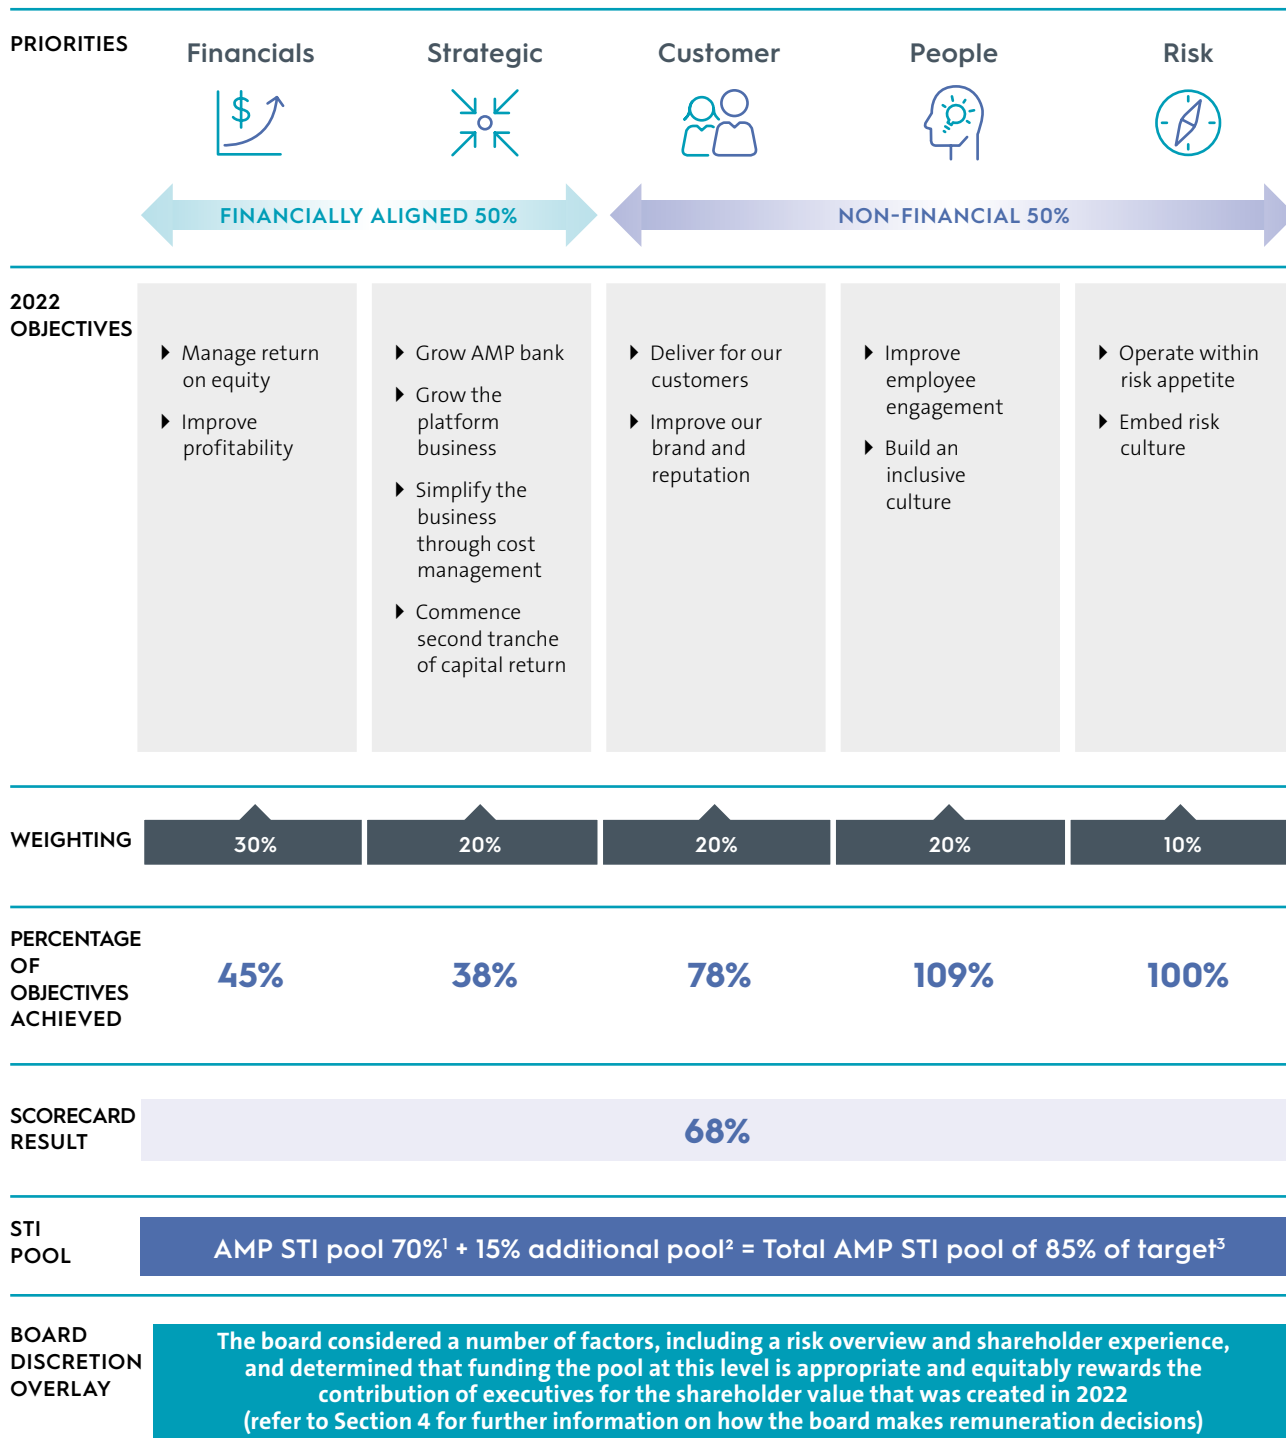 PRIORITIES
Financials
Strategic
Customer
People
Risk
$
FINANCIALLY ALIGNED 50%
NON-FINANCIAL 50%
2022
OBJECTIVES
Manage return
on equity
Improve
profitability
Grow AMP bank
Grow the
platform
business
Simplify the
business
through cost
management
Commence
second tranche
of capital return
Deliver for our
customers
Improve our
brand and
reputation
Improve
employee
engagement
Build an
inclusive
culture
Operate within
risk appetite
Embed risk
culture
WEIGHTING
30%
20%
20%
20%
10%
PERCENTAGE
OF
OBJECTIVES
ACHIEVED
45%
38%
78%
109%
100%
SCORECARD
RESULT
68%
STI
POOL
AMP STI pool 70%¹ + 15% additional pool² = Total AMP STI pool of 85% of target³
BOARD
DISCRETION
OVERLAY
The board considered a number of factors, including a risk overview and shareholder experience,
and determined that funding the pool at this level is appropriate and equitably rewards the
contribution of executives for the shareholder value that was created in 2022
(refer to Section 4 for further information on how the board makes remuneration decisions)